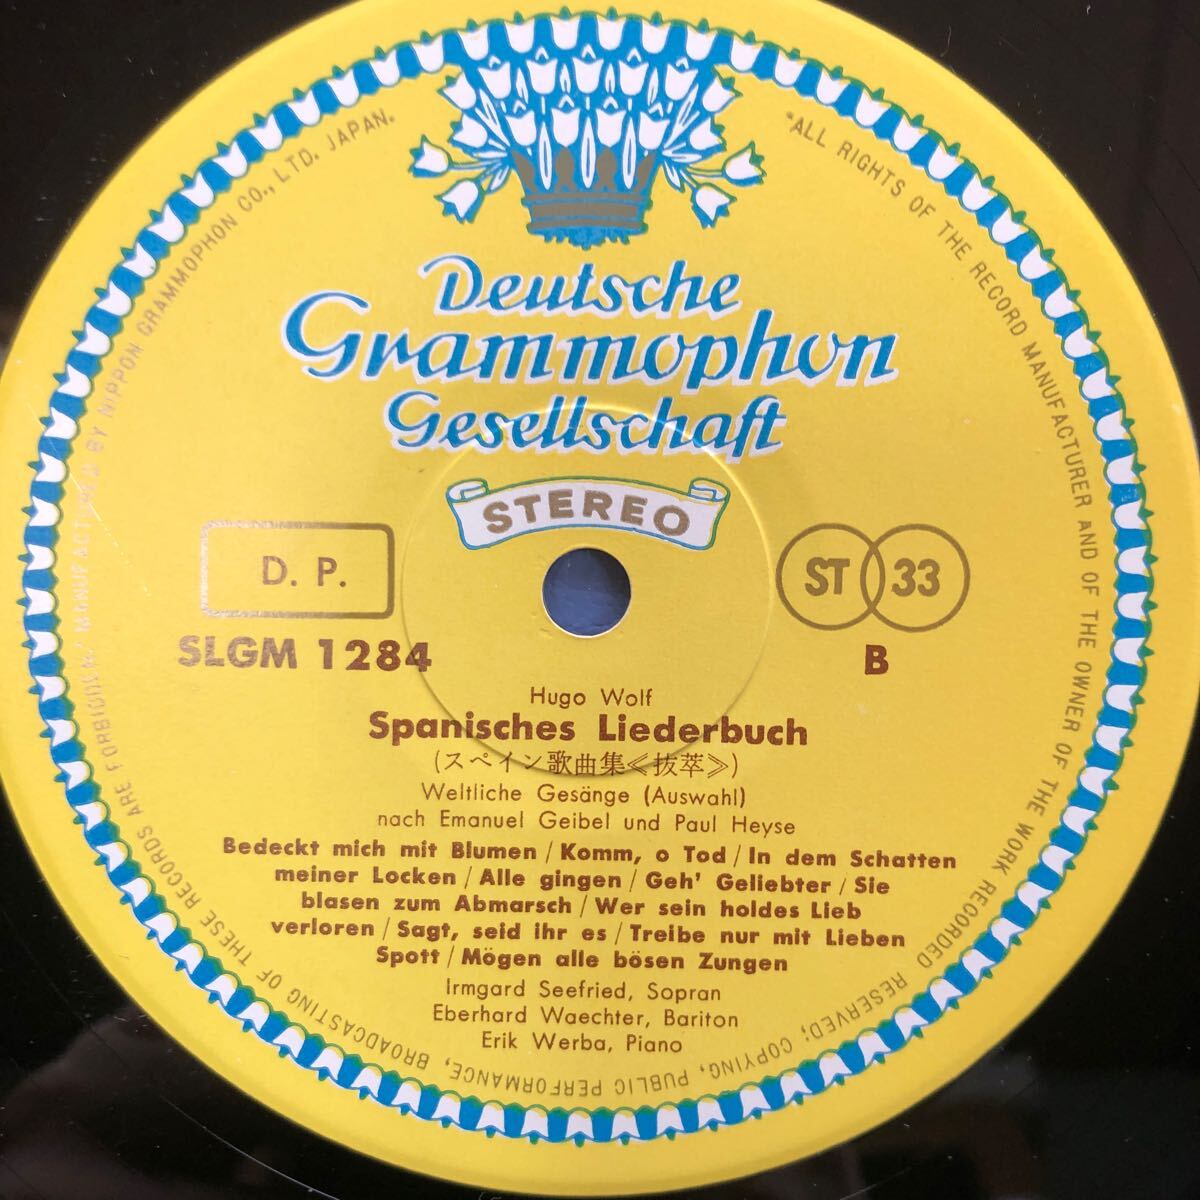 Deutsche
Grammophon
Gesellschaft
STEREO
D. P.
ST 33
SLGM 1284
B
Hugo Wolf
Spanisches Liederbuch
(スペイン歌曲集≪抜萃≫)
Weltliche Gesänge (Auswahl)
nach Emanuel Geibel und Paul Heyse
Bedeckt mich mit Blumen / Komm, o Tod / In dem Schatten
meiner Locken / Alle gingen / Geh' Geliebter / Sie
blasen zum Abmarsch / Wer sein holdes Lieb
verloren / Sagt, seid ihr es / Treibe nur mit Lieben
Spott / Mögen alle bösen Zungen
Irmgard Seefried, Sopran
Eberhard Waechter, Bariton
Erik Werba, Piano
"ALL RIGHTS OF THE RECORD MANUFACTURER AND OF THE OWNER OF THE WORK RECORDED RESERVED; COPYING, PUBLIC PERFORMANCE, BROADCASTING OF THESE RECORDS ARE FORBIDDEN." MANUFACTURED BY NIPPON GRAMMOPHON CO., LTD. JAPAN.